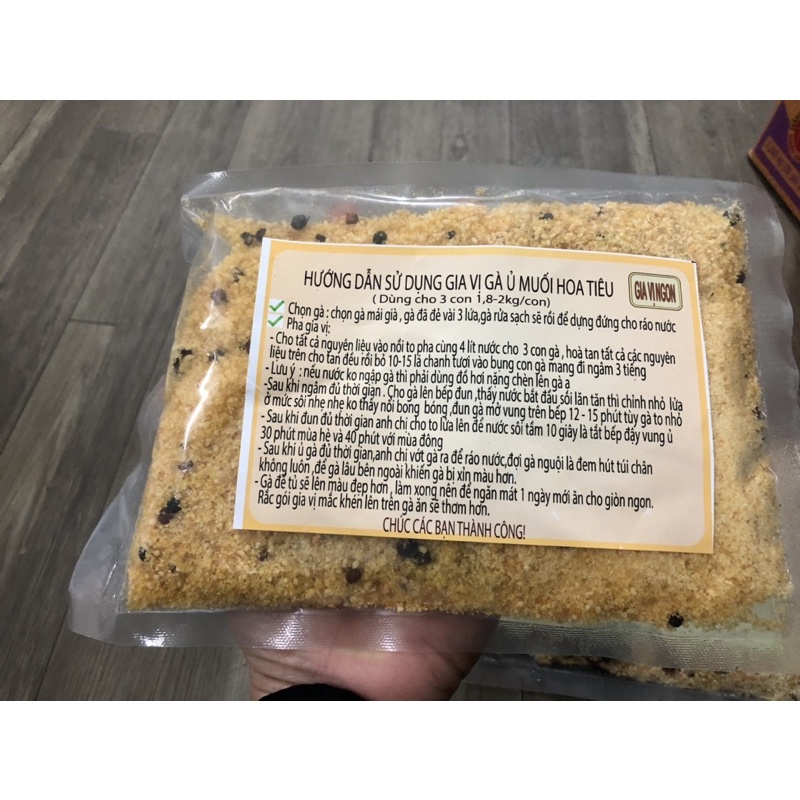 HƯỚNG DẪN SỬ DỤNG GIA VỊ GÀ Ủ MUỐI HOA TIÊU
GIA VỊ NGON
( Dùng cho 3 con 1,8-2kg/con)
Chọn gà : chọn gà mái già , gà đã đẻ vài 3 lứa,gà rửa sạch sẽ rồi để dựng đứng cho ráo nước
Pha gia vị:
- Cho tất cả nguyên liệu vào nồi to pha cùng 4 lít nước cho 3 con gà , hoà tan tất cả các nguyên
liệu trên cho tan đều rồi bỏ 10-15 lá chanh tươi vào bụng con gà mang đi ngâm 3 tiếng
- Lưu ý : nếu nước ko ngập gà thì phải dùng đồ hơi nặng chèn lên gà ạ
-Sau khi ngâm đủ thời gian . Cho gà lên bếp đun ,thấy nước bắt đầu sôi lăn tăn thì chỉnh nhỏ lửa
ở mức sôi nhẹ nhẹ ko thấy nổi bong bóng ,đun gà mở vung trên bếp 12 - 15 phút tùy gà to nhỏ
- Sau khi đun đủ thời gian anh chị cho to lửa lên để nước sôi tầm 10 giây là tắt bếp đậy vung ủ
30 phút mùa hè và 40 phút với mùa đông
- Sau khi ủ gà đủ thời gian,anh chị vớt gà ra để ráo nước,đợi gà nguội là đem hút túi chân
không luôn ,để gà lâu bên ngoài khiến gà bị xỉn màu hơn.
- Gà để tủ sẽ lên màu đẹp hơn , làm xong nên để ngăn mát 1 ngày mới ăn cho giòn ngon.
Rắc gói gia vị mắc khén lên trên gà ăn sẽ thơm hơn.
CHÚC CÁC BẠN THÀNH CÔNG!